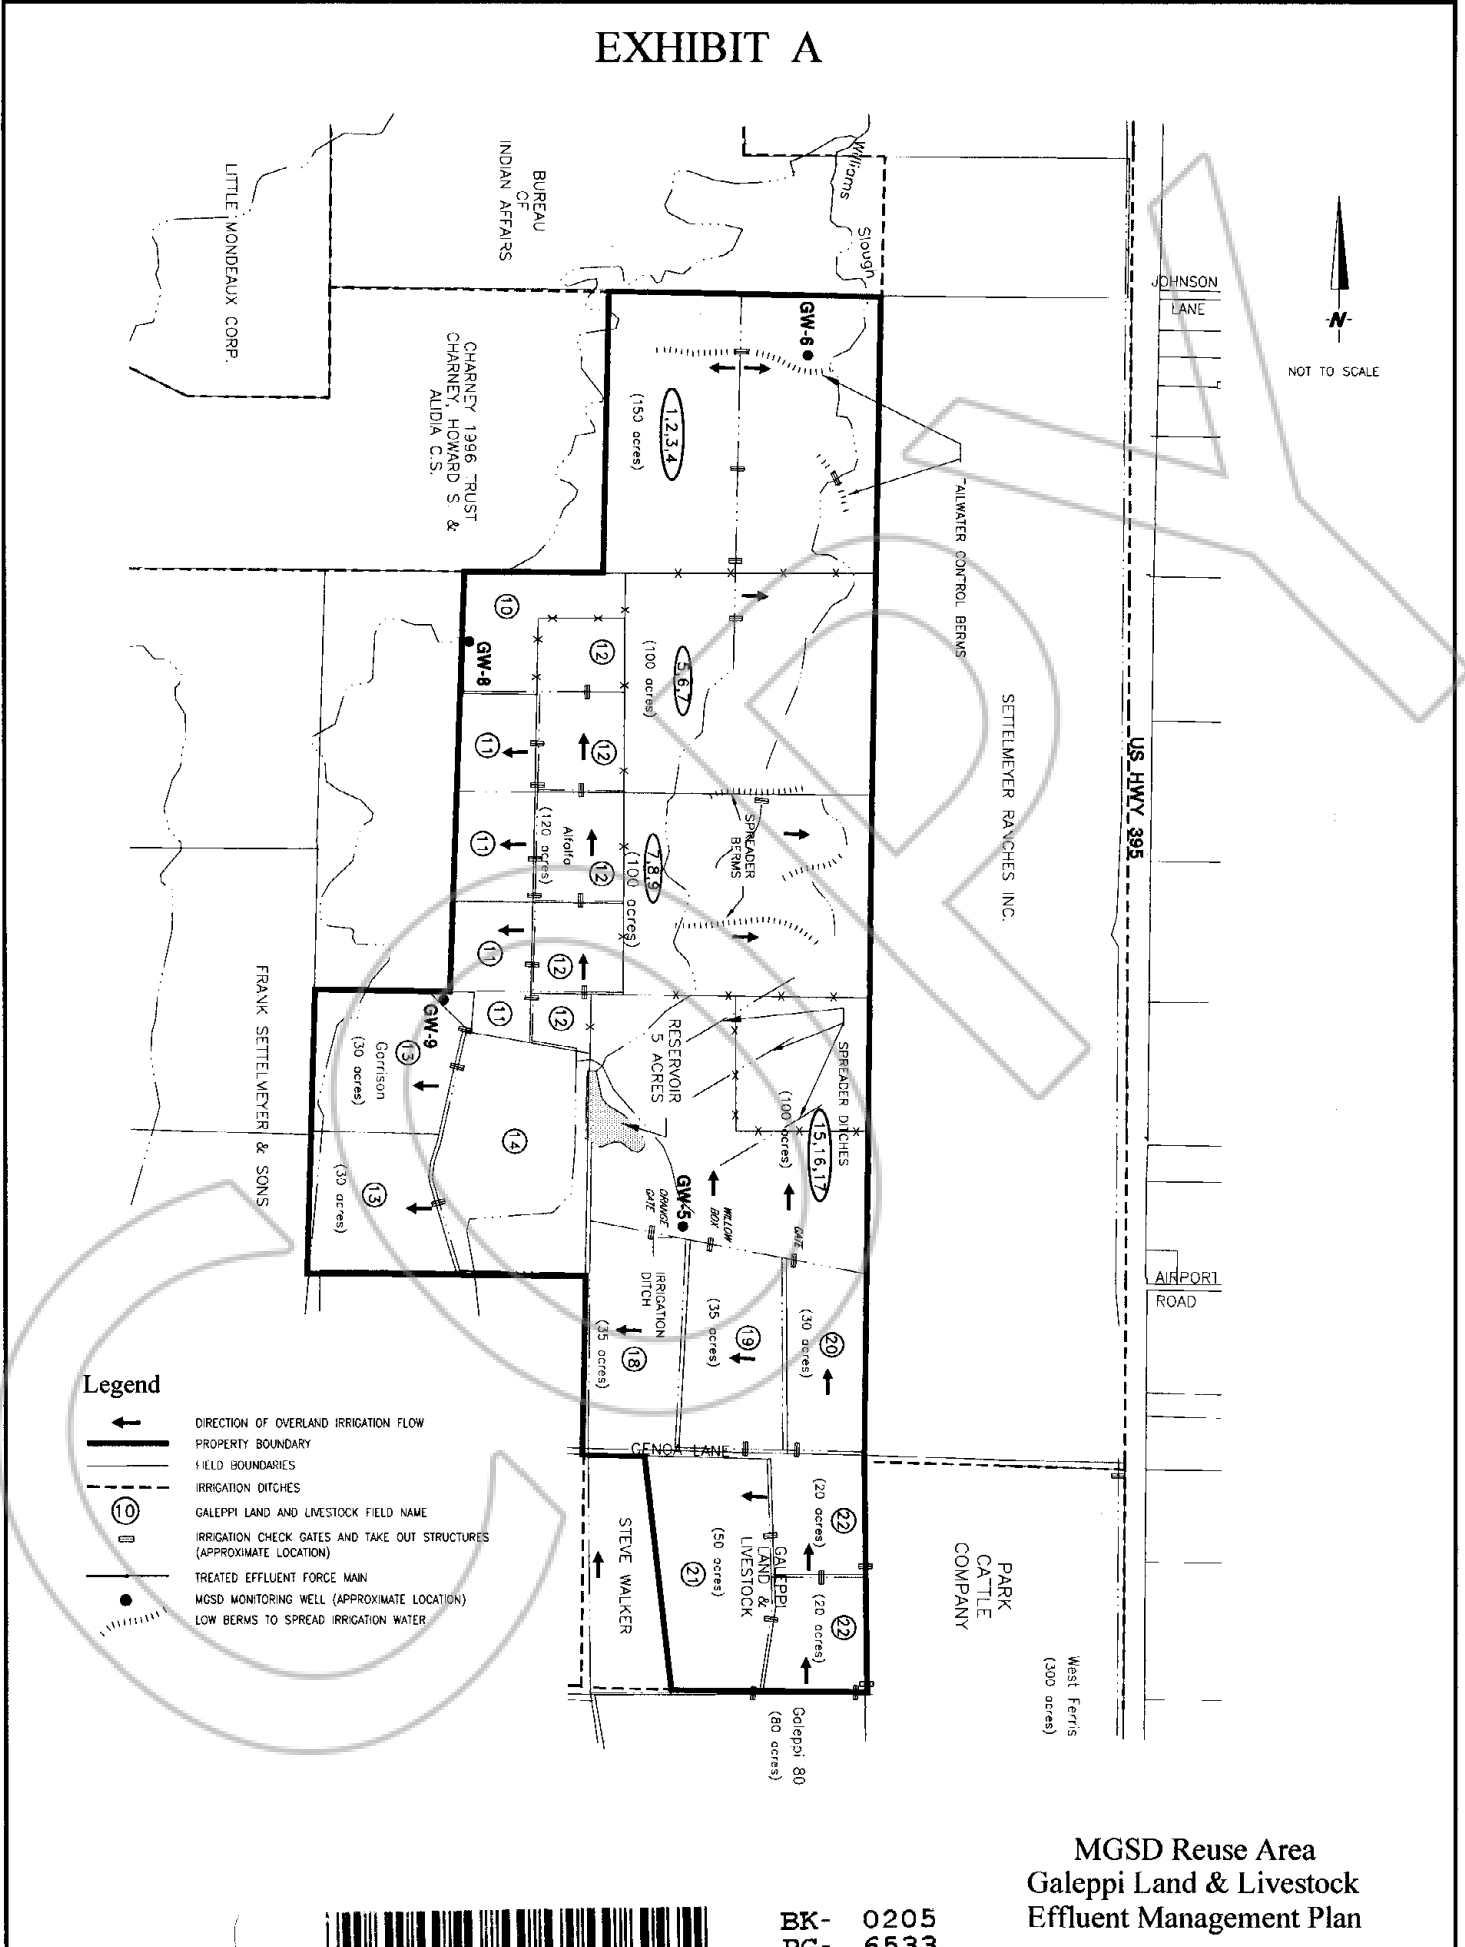 EXHIBIT A
LITTLE MONDEAUX CORP.
BUREAU
OF
INDIAN AFFAIRS
Williams
Slough
JOHNSON
LANE
-N-
NOT TO SCALE
GW-6
1,2,3,4
(150 acres)
CHARNEY 1996 TRUST
CHARNEY, HOWARD S. &
ALIDIA C.S.
TAILWATER CONTROL BERMS
SETTELMEYER RANCHES INC.
US HWY 395
10
GW-8
12
5,6,7
(100 acres)
11
12
11
Alfalfa
(120 acres)
12
7,8,9
(100 acres)
SPREADER
BERMS
11
12
11
12
FRANK SETTELMEYER & SONS
GW-9
13
Garrison
(30 acres)
14
13
(30 acres)
RESERVOIR
5 ACRES
SPREADER DITCHES
15,16,17
(100 acres)
GW-5
ORANGE
GATE
WILLOW
BOX
GATE
IRRIGATION
DITCH
18
(35 acres)
19
(35 acres)
20
(30 acres)
AIRPORT
ROAD
GENOA LANE
STEVE WALKER
21
(50 acres)
GALEPPI
LAND &
LIVESTOCK
22
(20 acres)
22
(20 acres)
PARK
CATTLE
COMPANY
West Ferris
(300 acres)
Galeppi 80
(80 acres)
Legend
DIRECTION OF OVERLAND IRRIGATION FLOW
PROPERTY BOUNDARY
FIELD BOUNDARIES
IRRIGATION DITCHES
10 GALEPPI LAND AND LIVESTOCK FIELD NAME
IRRIGATION CHECK GATES AND TAKE OUT STRUCTURES
(APPROXIMATE LOCATION)
TREATED EFFLUENT FORCE MAIN
MGSD MONITORING WELL (APPROXIMATE LOCATION)
LOW BERMS TO SPREAD IRRIGATION WATER
COPY
MGSD Reuse Area
Galeppi Land & Livestock
Effluent Management Plan
BK- 0205
PG- 6533